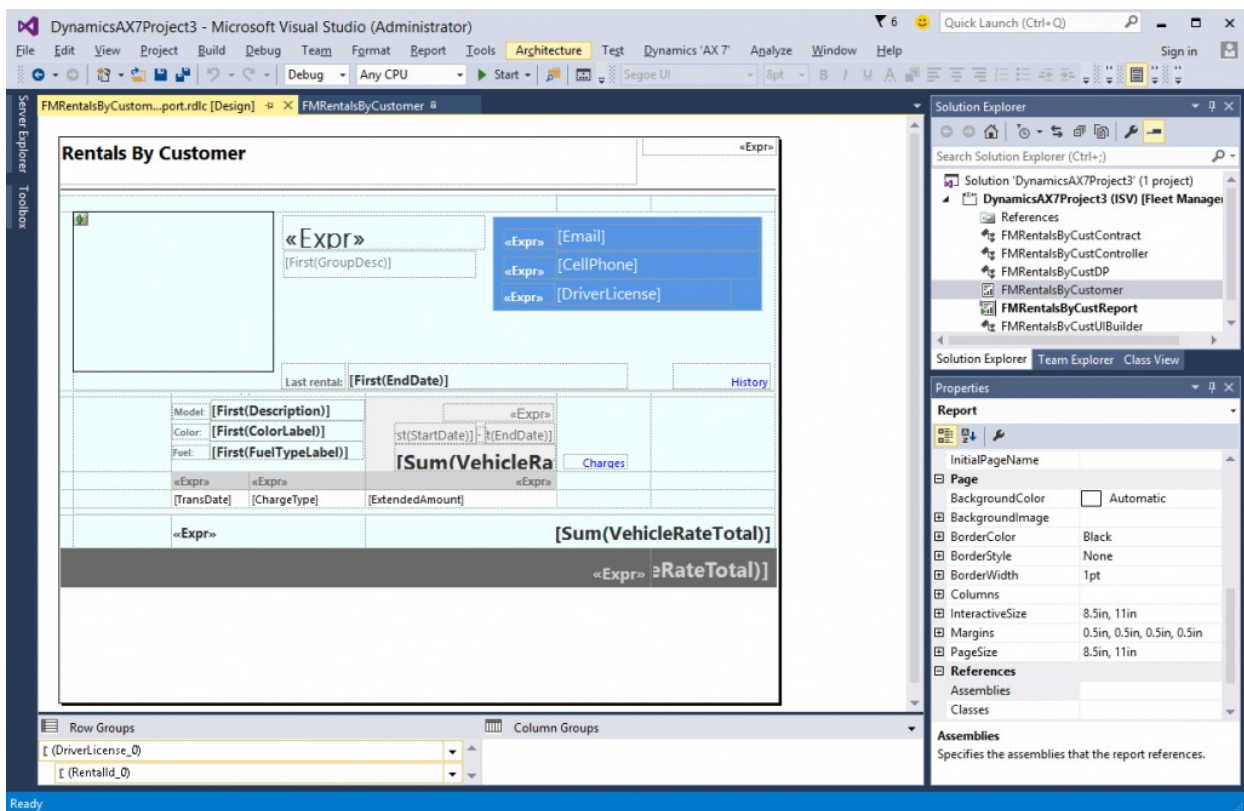 DynamicsAX7Project3 - Microsoft Visual Studio (Administrator)
6
Quick Launch (Ctrl+Q)
File Edit View Project Build Debug Team Format Report Tools Architecture Test Dynamics 'AX 7' Analyze Window Help
Sign in
Debug Any CPU Start Segoe UI 8pt B I U A
Server Explorer
Toolbox
FMRentalsByCustom...port.rdlc [Design] FMRentalsByCustomer
Rentals By Customer
«Expr»
«Expr»
[First(GroupDesc)]
«Expr» [Email]
«Expr» [CellPhone]
«Expr» [DriverLicense]
Last rental: [First(EndDate)]
History
Model: [First(Description)]
«Expr»
Color: [First(ColorLabel)]
st(StartDate)] - t(EndDate)]
Fuel: [First(FuelTypeLabel)]
[Sum(VehicleRa
Charges
«Expr» «Expr» «Expr»
[TransDate] [ChargeType] [ExtendedAmount]
«Expr» [Sum(VehicleRateTotal)]
«Expr» eRateTotal)]
Row Groups
Column Groups
(DriverLicense_0)
(RentalId_0)
Solution Explorer
Search Solution Explorer (Ctrl+;)
Solution 'DynamicsAX7Project3' (1 project)
DynamicsAX7Project3 (ISV) [Fleet Manager
References
FMRentalsByCustContract
FMRentalsByCustController
FMRentalsByCustDP
FMRentalsByCustomer
FMRentalsByCustReport
FMRentalsByCustUIBuilder
Solution Explorer Team Explorer Class View
Properties
Report
InitialPageName
Page
BackgroundColor Automatic
BackgroundImage
BorderColor Black
BorderStyle None
BorderWidth 1pt
Columns
InteractiveSize 8.5in, 11in
Margins 0.5in, 0.5in, 0.5in, 0.5in
PageSize 8.5in, 11in
References
Assemblies
Classes
Assemblies
Specifies the assemblies that the report references.
Ready